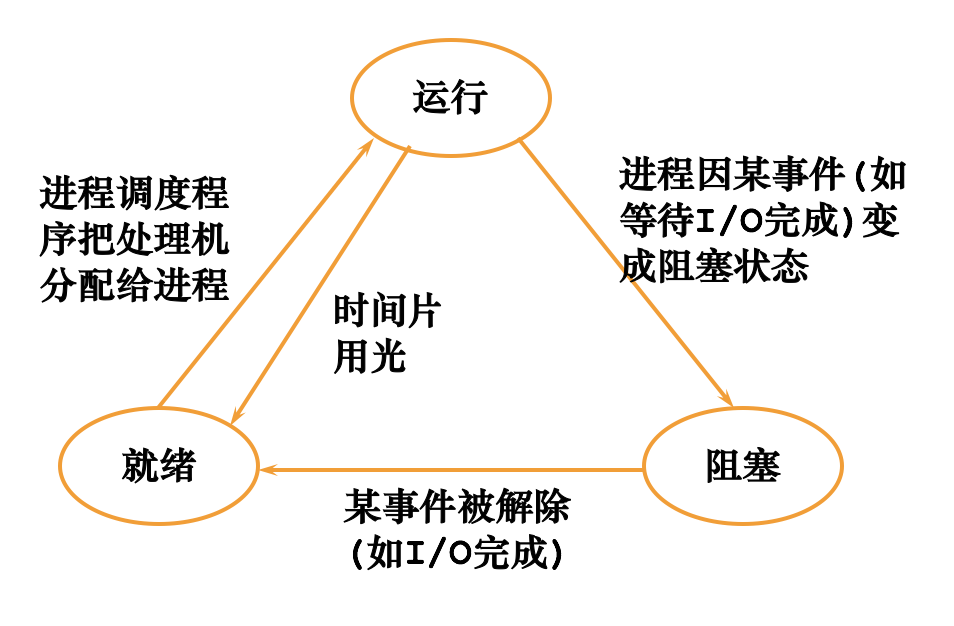 运行
进程调度程
序把处理机
分配给进程
进程因某事件(如
等待I/O完成)变
成阻塞状态
时间片
用光
就绪
阻塞
某事件被解除
(如I/O完成)